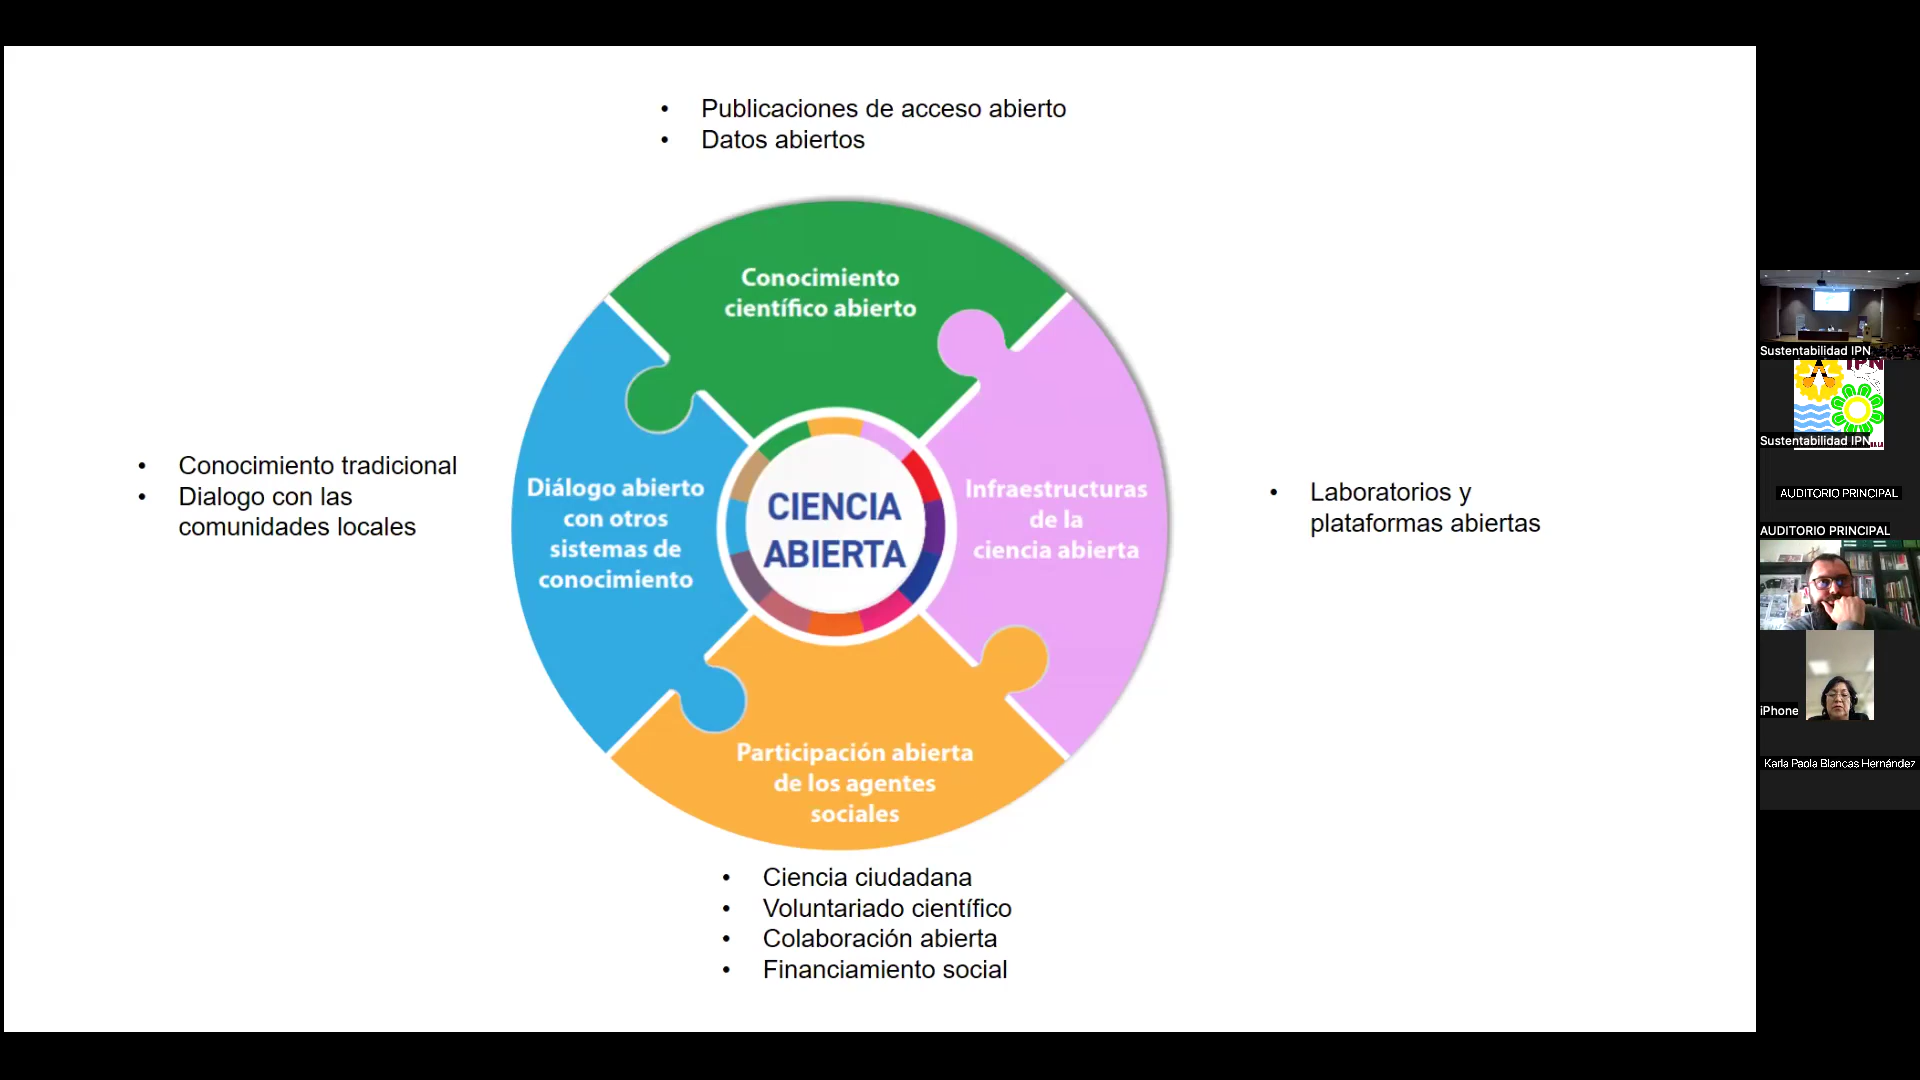 • Publicaciones de acceso abierto
• Datos abiertos
Conocimiento
científico abierto
• Conocimiento tradicional
• Dialogo con las
comunidades locales
Diálogo abierto
con otros
sistemas de
conocimiento
CIENCIA
ABIERTA
Infraestructuras
de la
ciencia abierta
• Laboratorios y
plataformas abiertas
Participación abierta
de los agentes
sociales
• Ciencia ciudadana
• Voluntariado científico
• Colaboración abierta
• Financiamiento social
Sustentabilidad IPN
IPN
Sustentabilidad IPN
AUDITORIO PRINCIPAL
AUDITORIO PRINCIPAL
iPhone
Karla Paola Blancas Hernández